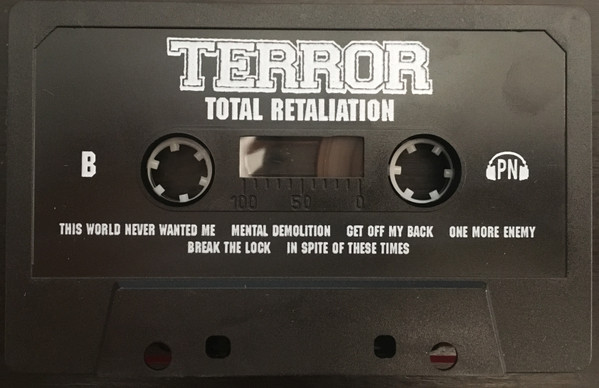 TERROR
TOTAL RETALIATION
B
PN
100 50 0
THIS WORLD NEVER WANTED ME MENTAL DEMOLITION GET OFF MY BACK ONE MORE ENEMY
BREAK THE LOCK IN SPITE OF THESE TIMES